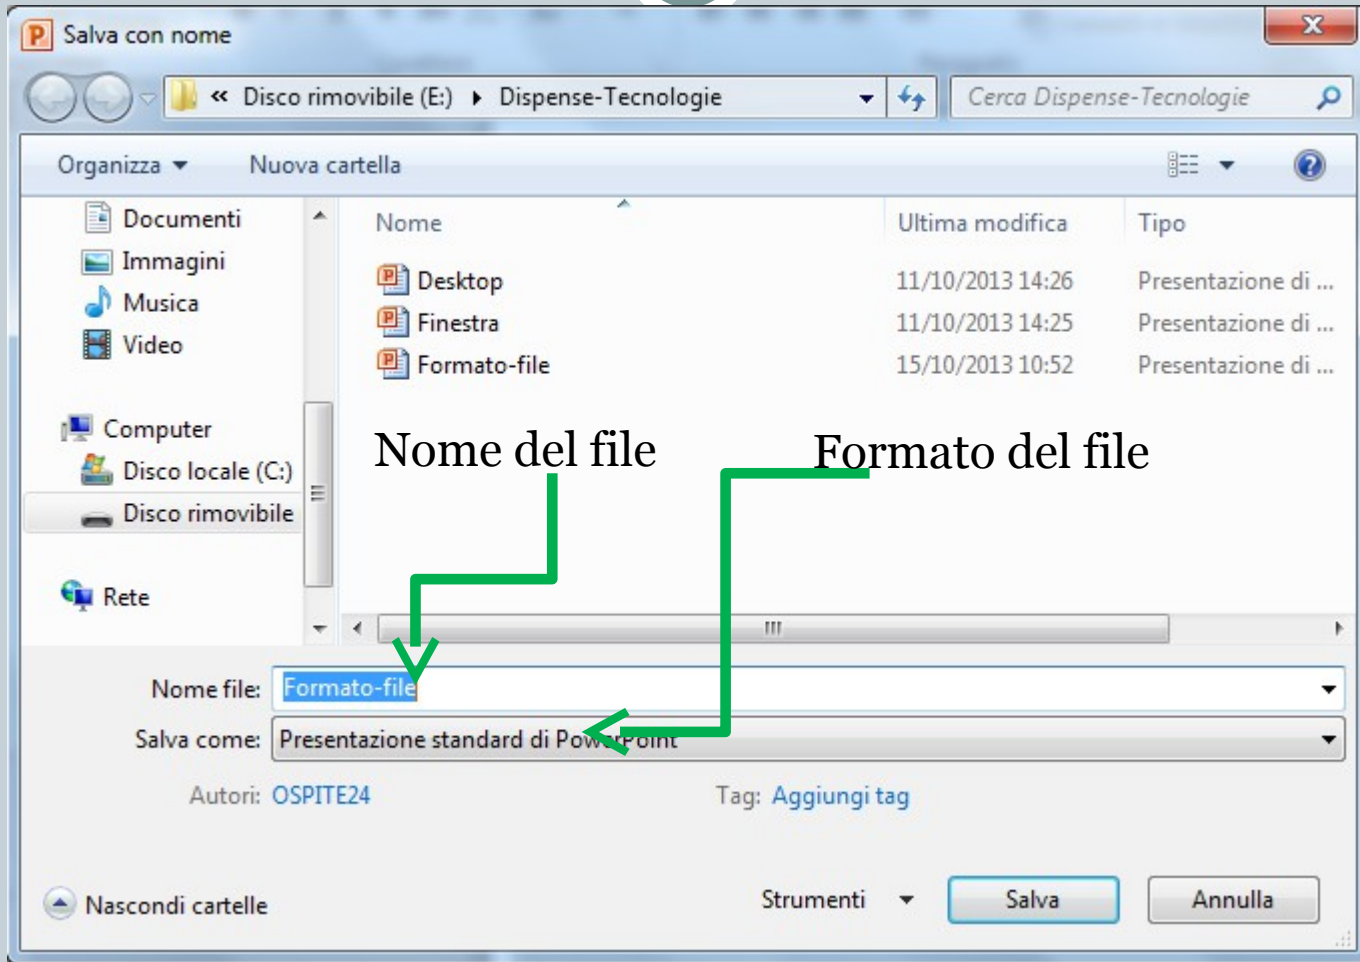 Salva con nome
« Disco rimovibile (E:) Dispense-Tecnologie
Cerca Dispense-Tecnologie
Organizza Nuova cartella
Documenti
Immagini
Musica
Video
Computer
Disco locale (C:)
Disco rimovibile
Rete
Nome Ultima modifica Tipo
Desktop 11/10/2013 14:26 Presentazione di ...
Finestra 11/10/2013 14:25 Presentazione di ...
Formato-file 15/10/2013 10:52 Presentazione di ...
Nome del file
Formato del file
Nome file: Formato-file
Salva come: Presentazione standard di PowerPoint
Autori: OSPITE24 Tag: Aggiungi tag
Nascondi cartelle Strumenti Salva Annulla